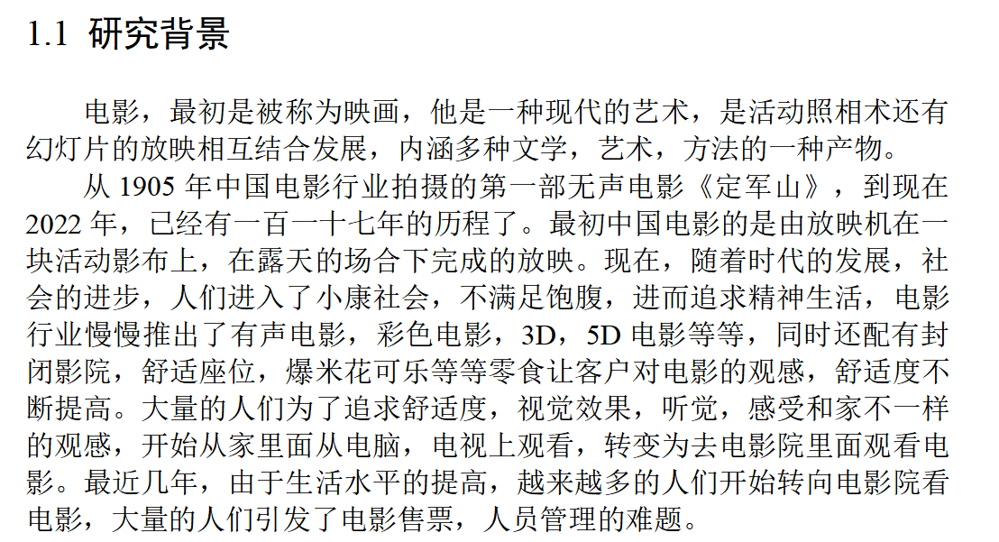 1.1 研究背景
电影，最初是被称为映画，他是一种现代的艺术，是活动照相术还有
幻灯片的放映相互结合发展，内涵多种文学，艺术，方法的一种产物。
从 1905 年中国电影行业拍摄的第一部无声电影《定军山》，到现在
2022 年，已经有一百一十七年的历程了。最初中国电影的是由放映机在一
块活动影布上，在露天的场合下完成的放映。现在，随着时代的发展，社
会的进步，人们进入了小康社会，不满足饱腹，进而追求精神生活，电影
行业慢慢推出了有声电影，彩色电影，3D，5D 电影等等，同时还配有封
闭影院，舒适座位，爆米花可乐等等零食让客户对电影的观感，舒适度不
断提高。大量的人们为了追求舒适度，视觉效果，听觉，感受和家不一样
的观感，开始从家里面从电脑，电视上观看，转变为去电影院里面观看电
影。最近几年，由于生活水平的提高，越来越多的人们开始转向电影院看
电影，大量的人们引发了电影售票，人员管理的难题。